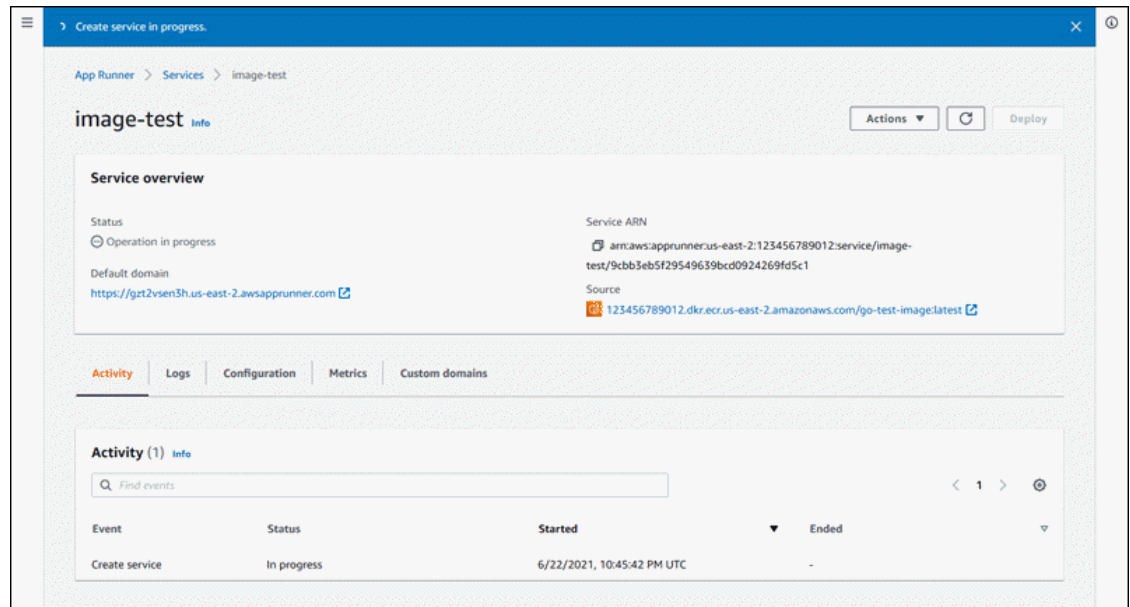 Create service in progress.
App Runner > Services > image-test
image-test Info
Actions
Deploy
Service overview
Status
Operation in progress
Default domain
https://gzt2vsen3h.us-east-2.awsapprunner.com
Service ARN
arn:aws:apprunner:us-east-2:123456789012:service/image-
test/9cbb3eb5f29549639bcd0924269fd5c1
Source
123456789012.dkr.ecr.us-east-2.amazonaws.com/go-test-image:latest
Activity Logs Configuration Metrics Custom domains
Activity (1) Info
Find events
< 1 >
Event Status Started Ended
Create service In progress 6/22/2021, 10:45:42 PM UTC -